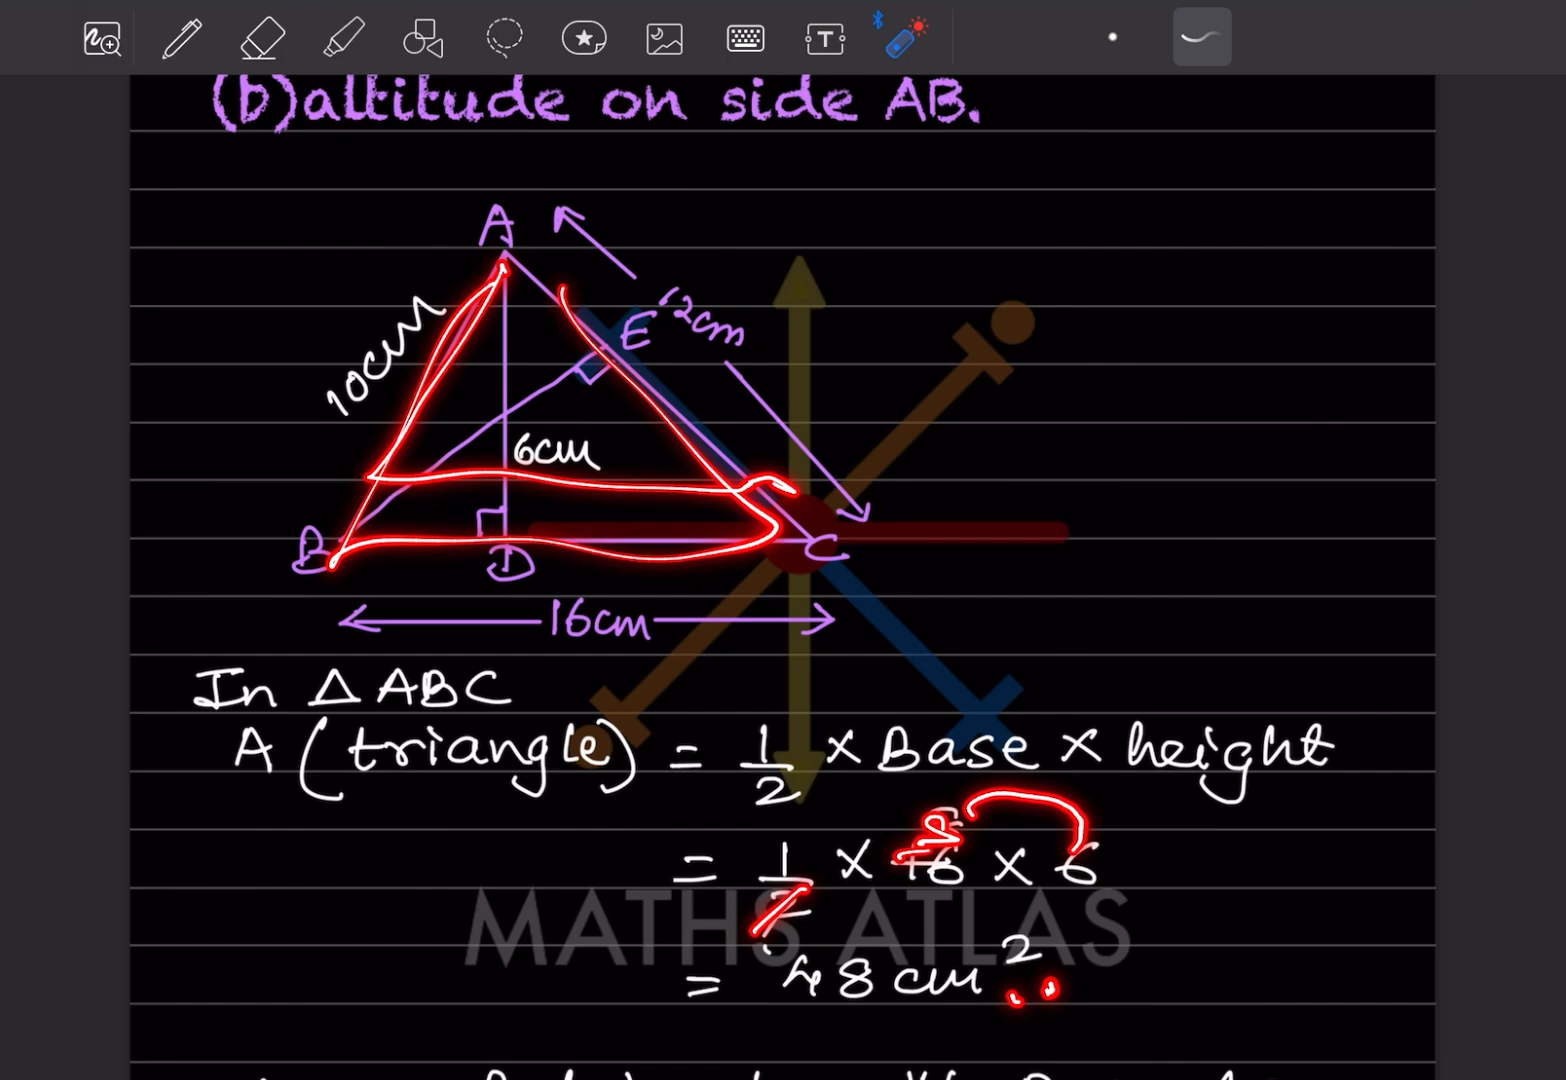 (b)altitude on side AB.
A
12cm
E
10cm
6cm
B
D
C
16cm
In △ ABC
A (triangle) = 1/2 × Base × height
8
= 1/2 × 16 × 6
MATHS ATLAS
= 48 cm²